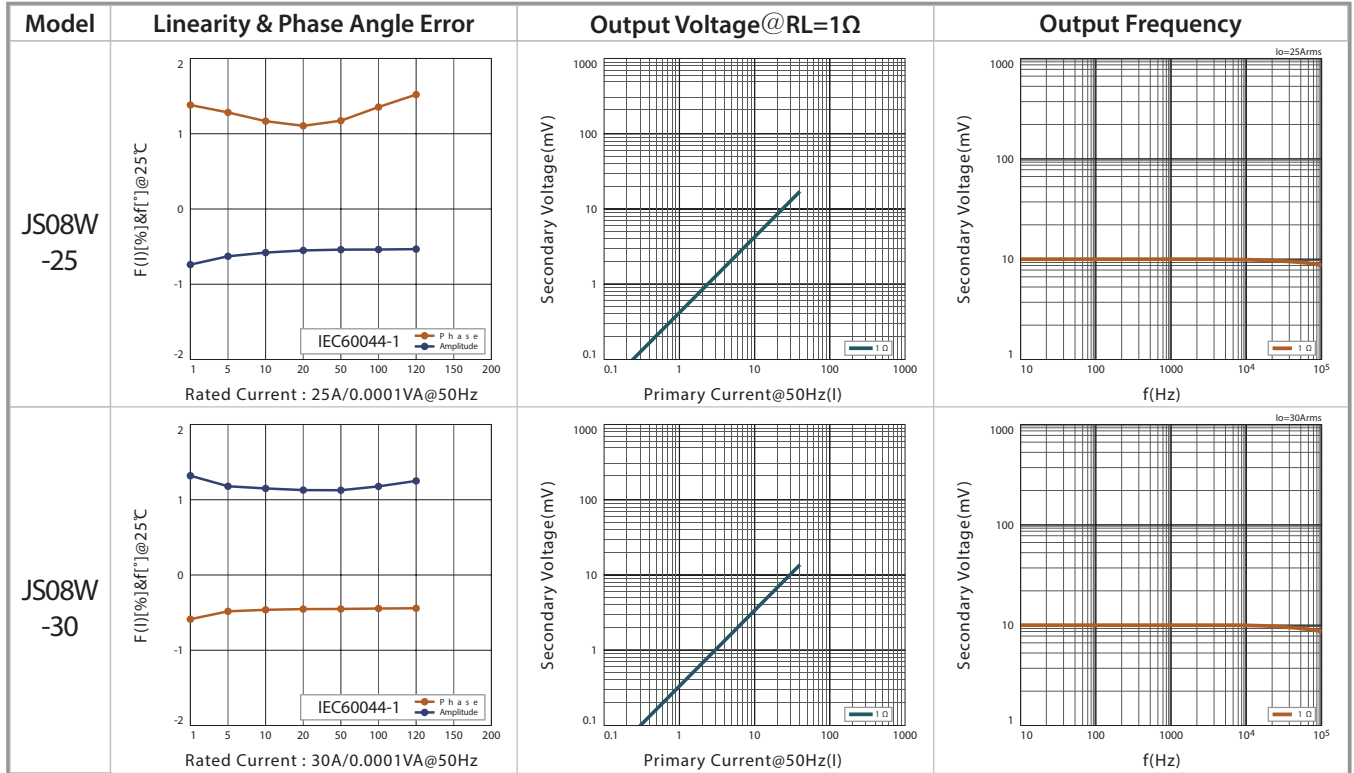 Model
Linearity & Phase Angle Error
Output Voltage@RL=1Ω
Output Frequency
JS08W
-25
F(I)[%]&f[°]@25℃
2
1
0
-1
-2
IEC60044-1
Phase
Amplitude
1 5 10 20 50 100 120 150 200
Rated Current : 25A/0.0001VA@50Hz
Secondary Voltage(mV)
1000
100
10
1
0.1
1 Ω
0.1 1 10 100 1000
Primary Current@50Hz(I)
Io=25Arms
Secondary Voltage(mV)
1000
100
10
1
1 Ω
10 100 1000 10⁴ 10⁵
f(Hz)
JS08W
-30
F(I)[%]&f[°]@25℃
2
1
0
-1
-2
IEC60044-1
Phase
Amplitude
1 5 10 20 50 100 120 150 200
Rated Current : 30A/0.0001VA@50Hz
Secondary Voltage(mV)
1000
100
10
1
0.1
1 Ω
0.1 1 10 100 1000
Primary Current@50Hz(I)
Io=30Arms
Secondary Voltage(mV)
1000
100
10
1
1 Ω
10 100 1000 10⁴ 10⁵
f(Hz)